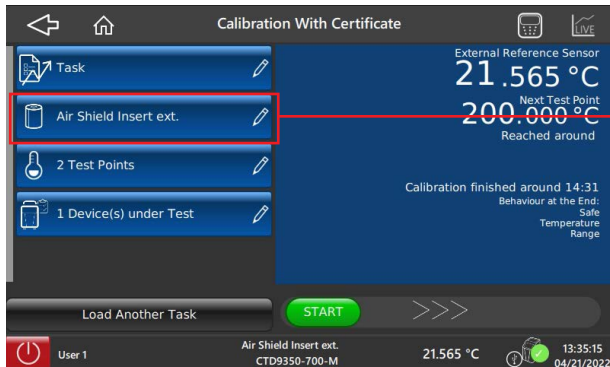 Calibration With Certificate
LIVE
Task
Air Shield Insert ext.
2 Test Points
1 Device(s) under Test
Load Another Task
External Reference Sensor
21.565 °C
Next Test Point
200.000 °C
Reached around
Calibration finished around 14:31
Behaviour at the End:
Safe
Temperature
Range
START
>>>
User 1
Air Shield Insert ext.
CTD9350-700-M
21.565 °C
13:35:15
04/21/2022